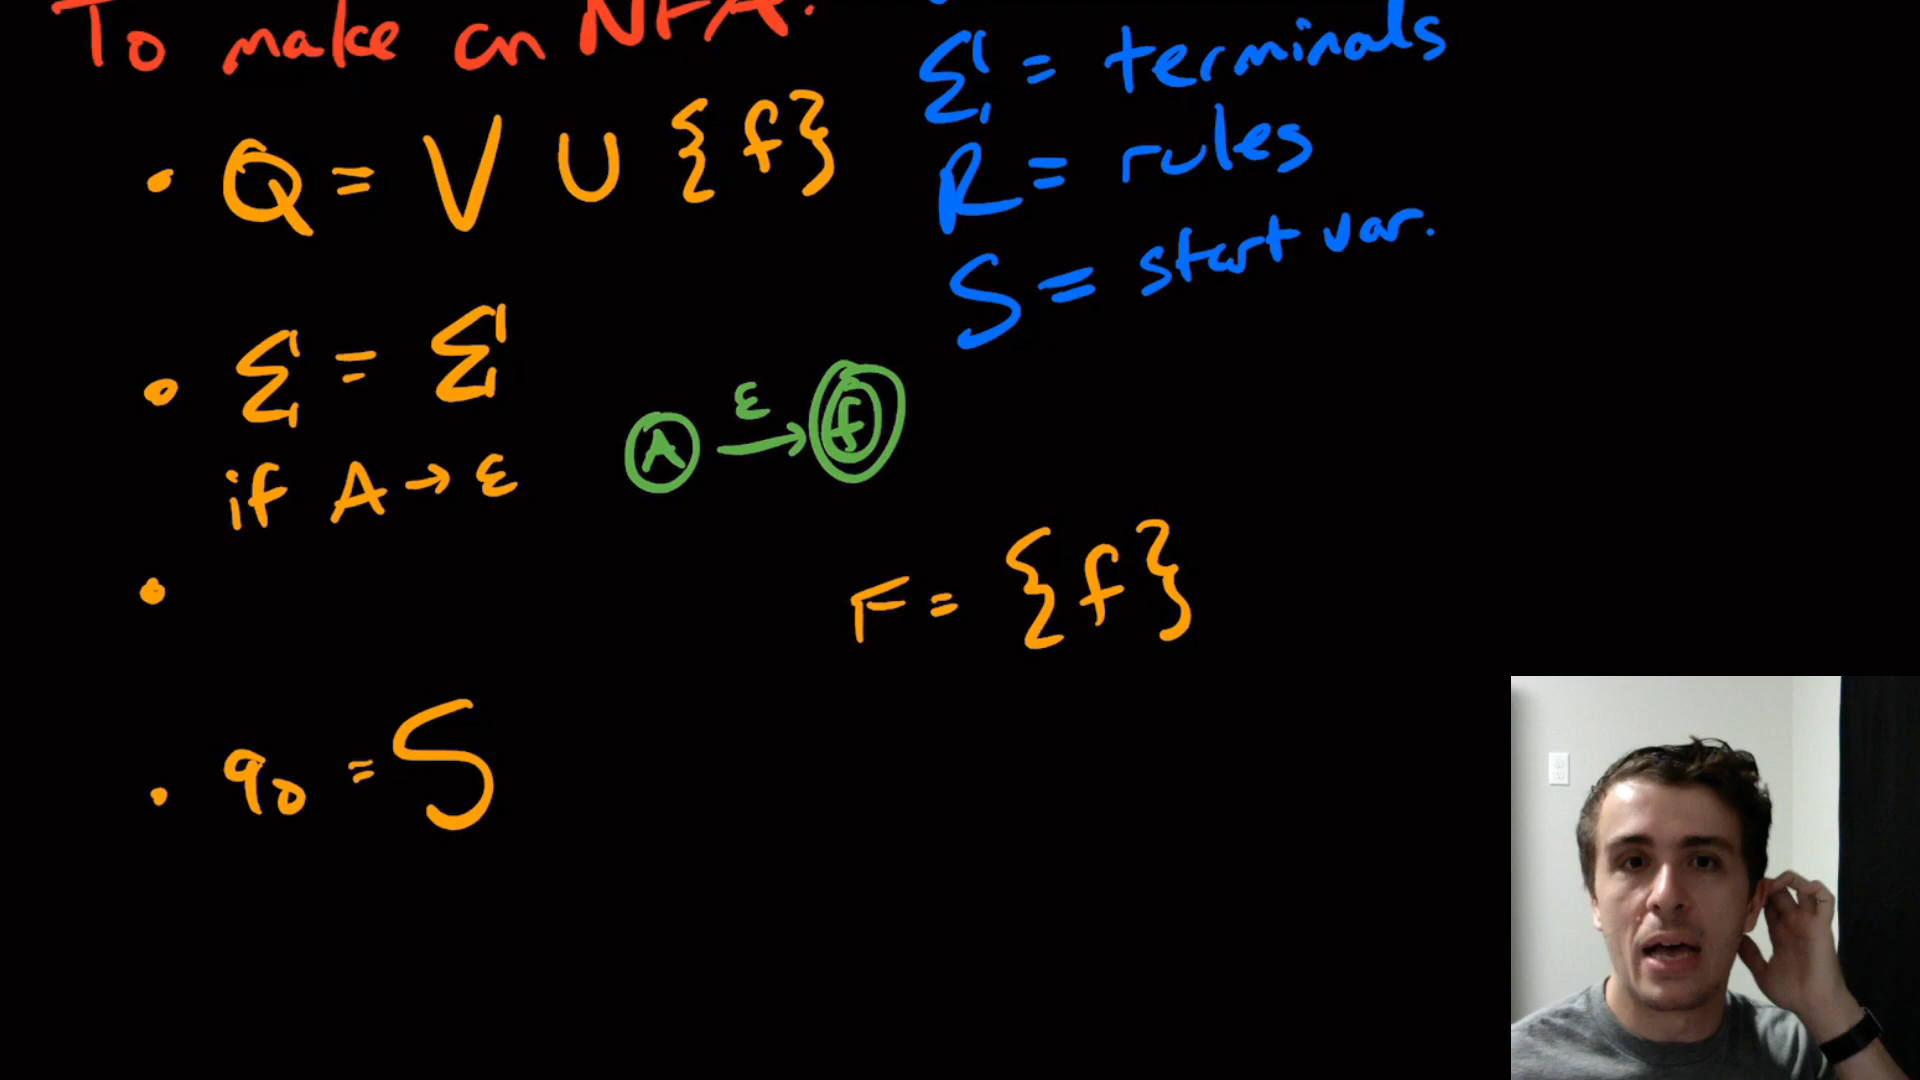 To make an NFA:
Σ = terminals
R = rules
S = start var.
• Q = V ∪ {f}
• Σ = Σ
if A → ε
A ε→ f
•
F = {f}
• q0 = S